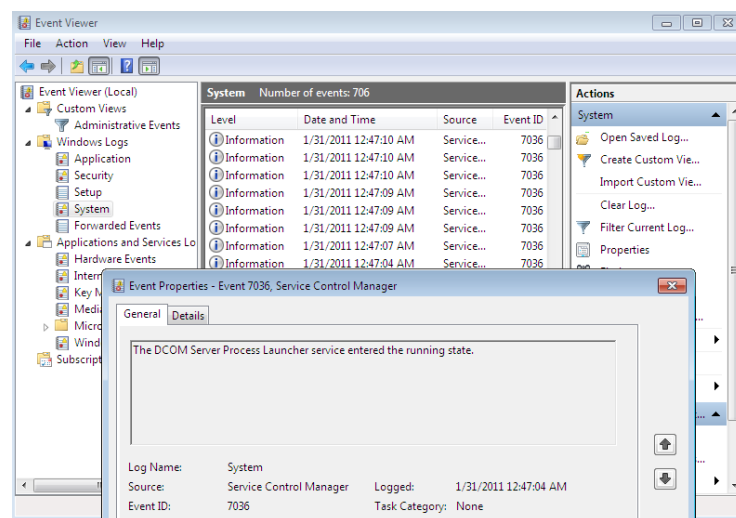 Event Viewer
File Action View Help
Event Viewer (Local)
Custom Views
Administrative Events
Windows Logs
Application
Security
Setup
System
Forwarded Events
Applications and Services Lo
Hardware Events
Intern
Key M
Medi
Micro
Wind
Subscript
System Number of events: 706
Level Date and Time Source Event ID
Information 1/31/2011 12:47:10 AM Service... 7036
Information 1/31/2011 12:47:10 AM Service... 7036
Information 1/31/2011 12:47:10 AM Service... 7036
Information 1/31/2011 12:47:09 AM Service... 7036
Information 1/31/2011 12:47:09 AM Service... 7036
Information 1/31/2011 12:47:09 AM Service... 7036
Information 1/31/2011 12:47:07 AM Service... 7036
Information 1/31/2011 12:47:04 AM Service... 7036
Actions
System
Open Saved Log...
Create Custom Vie...
Import Custom Vie...
Clear Log...
Filter Current Log...
Properties
Event Properties - Event 7036, Service Control Manager
General Details
The DCOM Server Process Launcher service entered the running state.
Log Name: System
Source: Service Control Manager Logged: 1/31/2011 12:47:04 AM
Event ID: 7036 Task Category: None